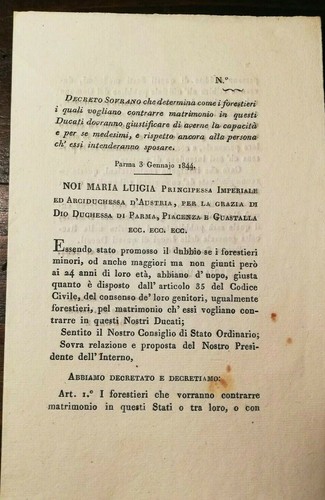 N.°
Decreto Sovrano che determina come i forestieri
i quali vogliano contrarre matrimonio in questi
Ducati dovranno giustificare di averne la capacità
e per se medesimi, e rispetto ancora alla persona
ch' essi intenderanno sposare.
Parma 3 Gennajo 1844.
NOI MARIA LUIGIA Principessa Imperiale
ed Arciduchessa d'Austria, per la grazia di
Dio Duchessa di Parma, Piacenza e Guastalla
ecc. ecc. ecc.
Essendo stato promosso il dubbio se i forestieri
minori, od anche maggiori ma non giunti però
ai 24 anni di loro età, abbiano d'uopo, giusta
quanto è disposto dall'articolo 35 del Codice
Civile, del consenso de' loro genitori, ugualmente
forestieri, pel matrimonio ch' essi vogliano con-
trarre in questi Nostri Ducati;
Sentito il Nostro Consiglio di Stato Ordinario;
Sovra relazione e proposta del Nostro Presi-
dente dell'Interno,
Abbiamo decretato e decretiamo:
Art. 1.° I forestieri che vorranno contrarre
matrimonio in questi Stati o tra loro, o con